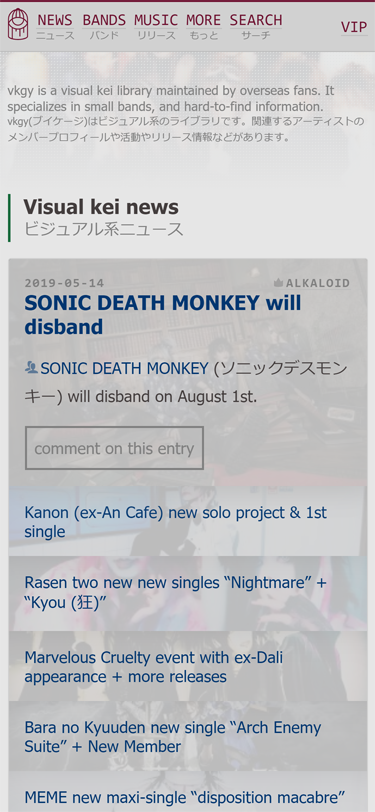 NEWS BANDS MUSIC MORE SEARCH
ニュース バンド リリース もっと サーチ
VIP
vkgy is a visual kei library maintained by overseas fans. It
specializes in small bands, and hard-to-find information.
vkgy(ブイケージ)はビジュアル系のライブラリです。関連するアーティストの
メンバープロフィールや活動やリリース情報などがあります。
Visual kei news
ビジュアル系ニュース
2019-05-14 ALKALOID
SONIC DEATH MONKEY will
disband
SONIC DEATH MONKEY (ソニックデスモン
キー) will disband on August 1st.
comment on this entry
Kanon (ex-An Cafe) new solo project & 1st
single
Rasen two new new singles “Nightmare” +
“Kyou (狂)”
Marvelous Cruelty event with ex-Dali
appearance + more releases
Bara no Kyuuden new single “Arch Enemy
Suite” + New Member
MEME new maxi-single “disposition macabre”